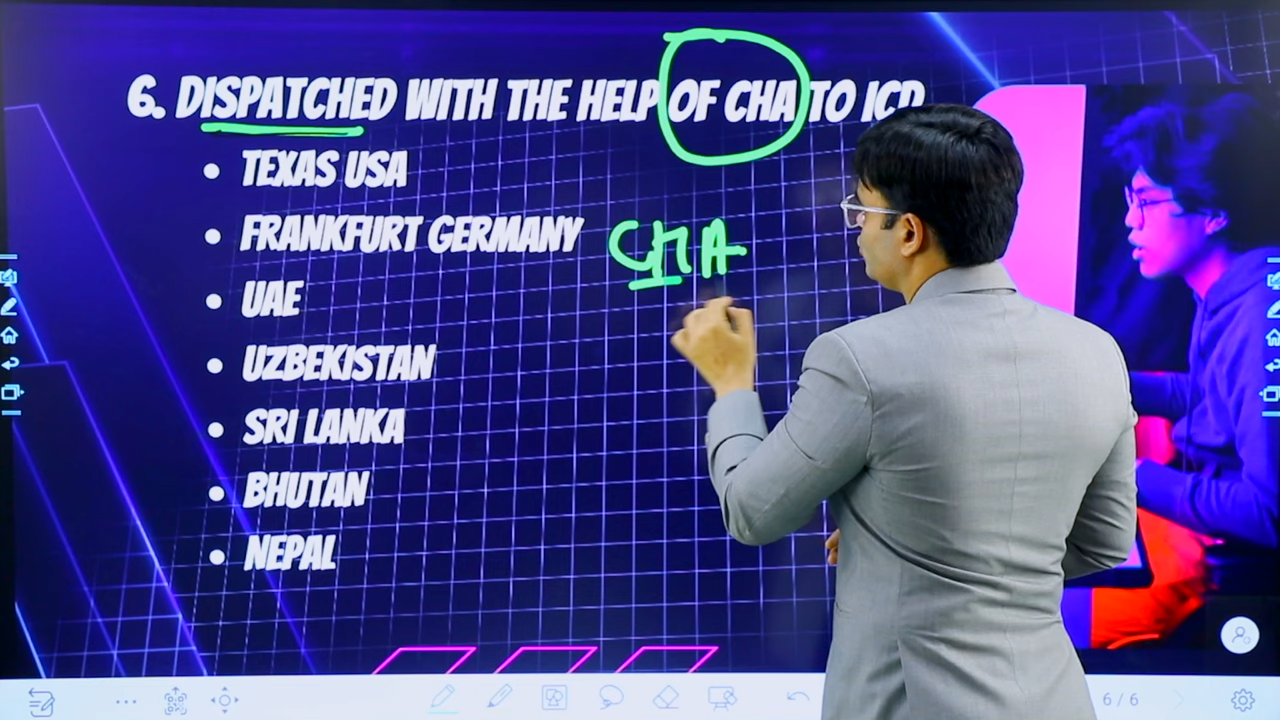 6. DISPATCHED WITH THE HELP OF CHA TO ICD
• TEXAS USA
• FRANKFURT GERMANY
CHA
• UAE
• UZBEKISTAN
• SRI LANKA
• BHUTAN
• NEPAL
6 / 6